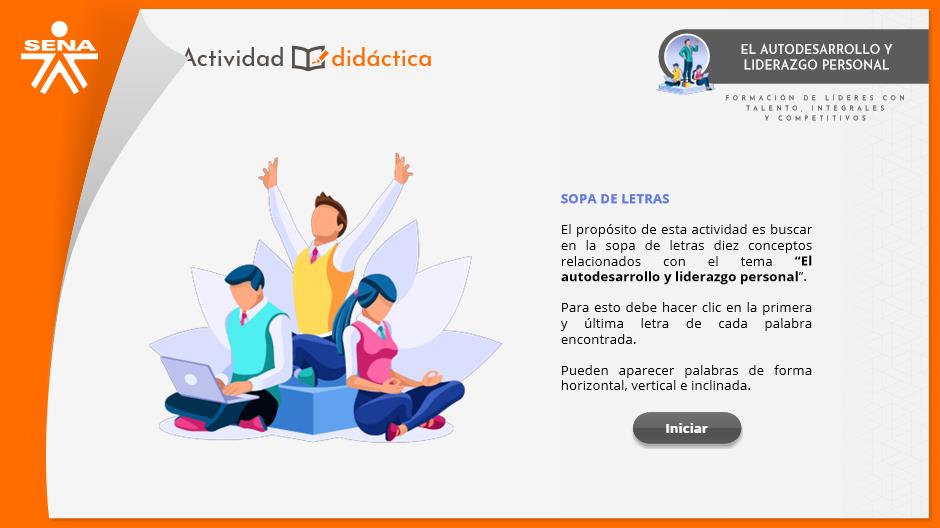 SENA
Actividad didáctica
EL AUTODESARROLLO Y
LIDERAZGO PERSONAL
FORMACIÓN DE LÍDERES CON
TALENTO, INTEGRALES
Y COMPETITIVOS
SOPA DE LETRAS
El propósito de esta actividad es buscar
en la sopa de letras diez conceptos
relacionados con el tema “El
autodesarrollo y liderazgo personal”.
Para esto debe hacer clic en la primera
y última letra de cada palabra
encontrada.
Pueden aparecer palabras de forma
horizontal, vertical e inclinada.
Iniciar